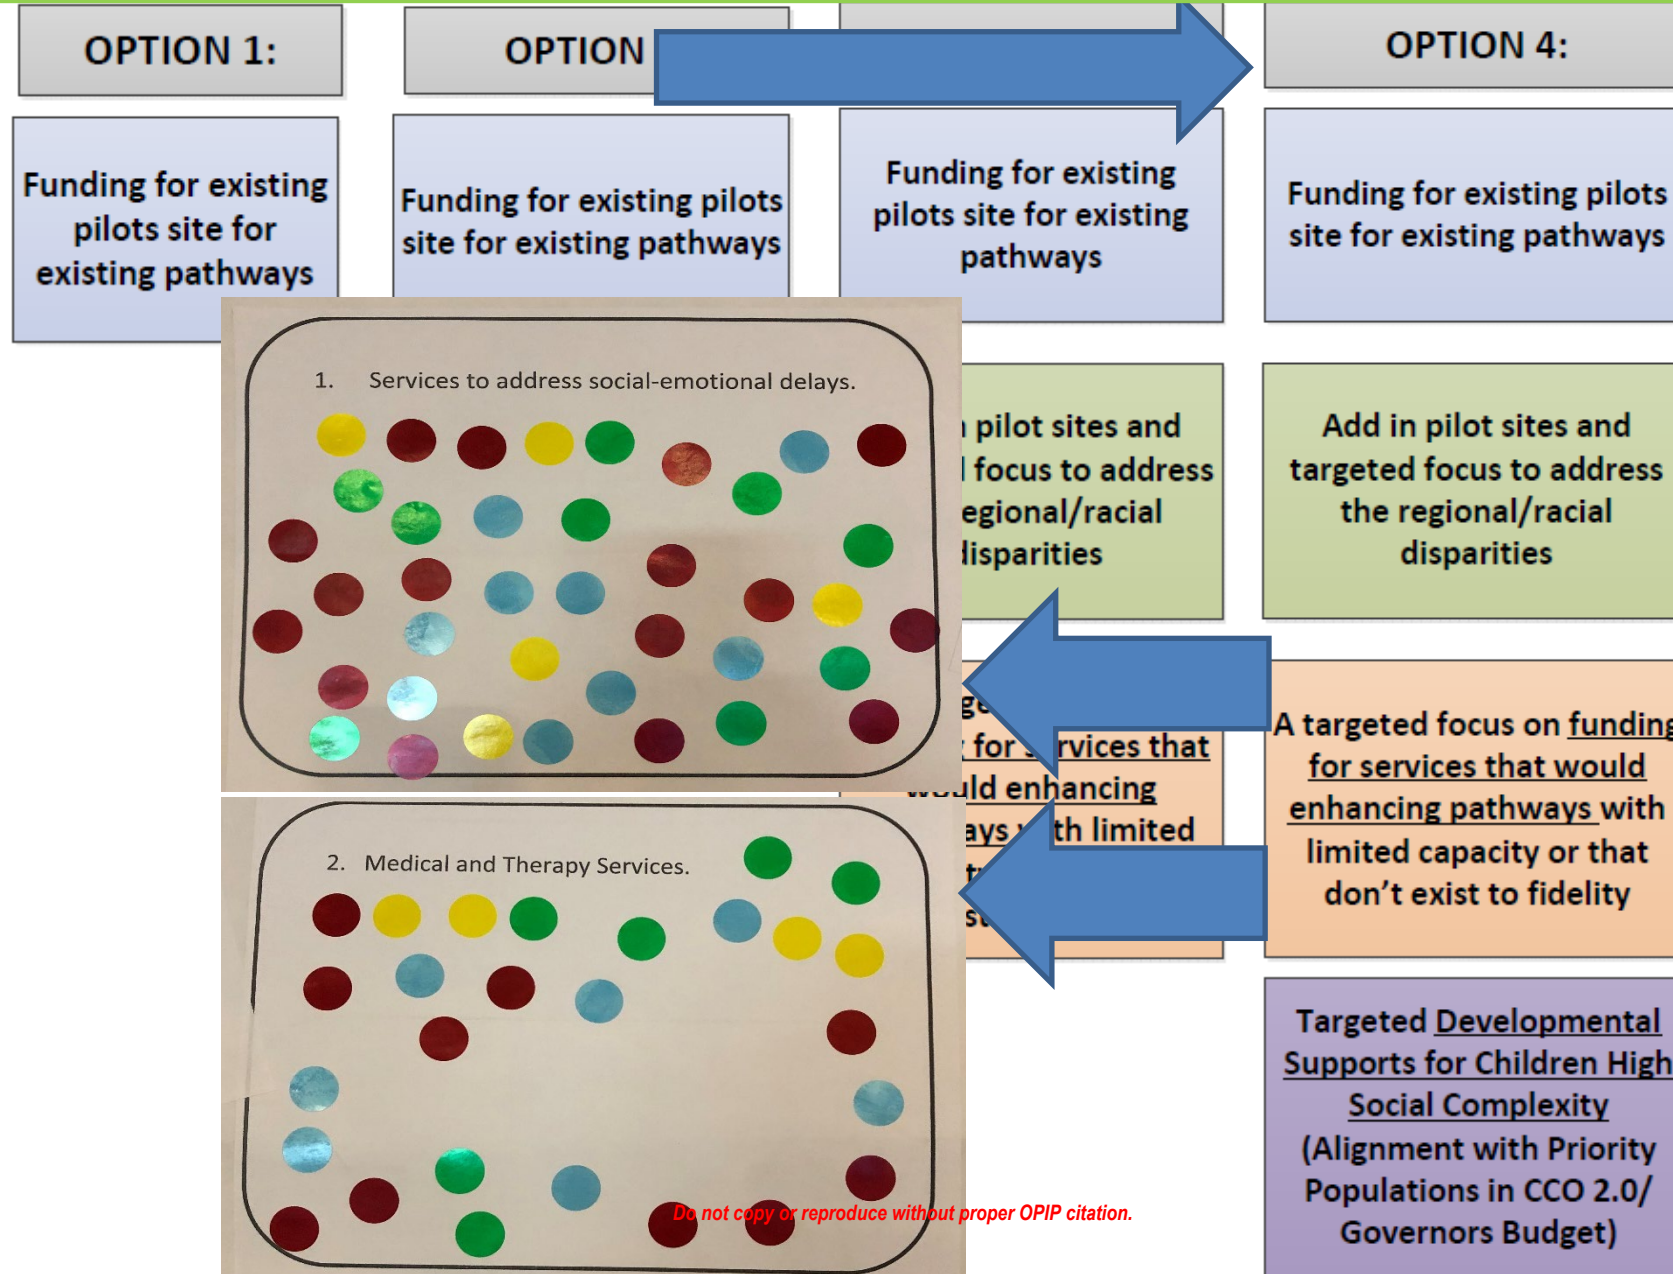 OPTION 1:
Funding for existing
pilots site for
existing pathways
OPTION
Funding for existing pilots
site for existing pathways
Funding for existing
pilots site for existing
pathways
pilot sites and
focus to address
disparities
for services that
enhancing
limited
OPTION 4:
Funding for existing pilots
site for existing pathways
Add in pilot sites and
targeted focus to address
the regional/racial
disparities
A targeted focus on funding
for services that would
enhancing pathways with
limited capacity or that
don’t exist to fidelity
Targeted Developmental
Supports for Children High
Social Complexity
(Alignment with Priority
Populations in CCO 2.0/
Governors Budget)
1. Services to address social-emotional delays.
2. Medical and Therapy Services.
Do not copy or reproduce without proper OPIP citation.